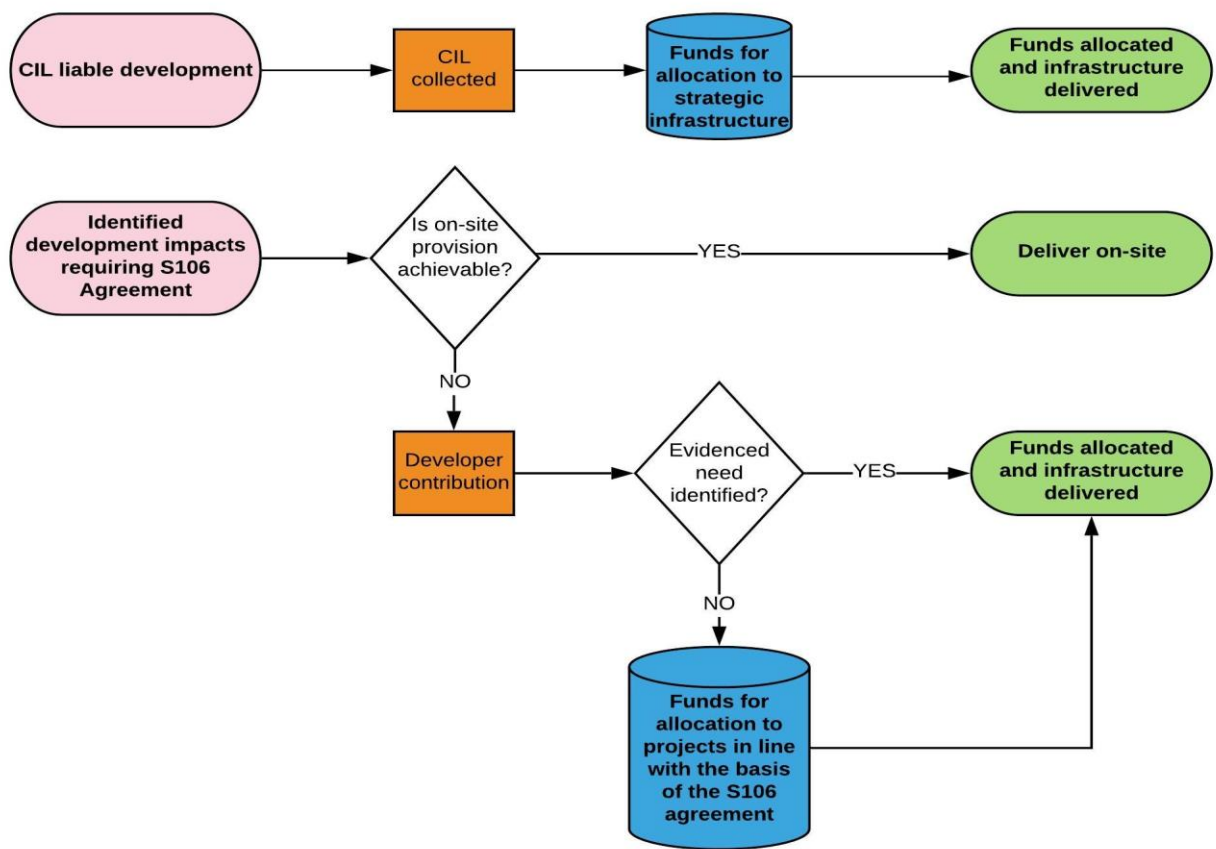 CIL liable development
CIL
collected
Funds for
allocation to
strategic
infrastructure
Funds allocated
and infrastructure
delivered
Identified
development impacts
requiring S106
Agreement
Is on-site
provision
achievable?
YES
Deliver on-site
NO
Developer
contribution
Evidenced
need
identified?
YES
Funds allocated
and infrastructure
delivered
NO
Funds for
allocation to
projects in line
with the basis
of the S106
agreement